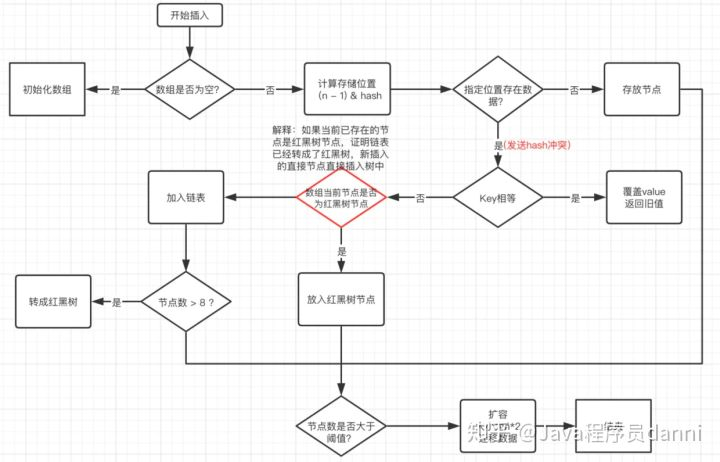 开始插入
初始化数组
是
数组是否为空？
否
计算存储位置
(n - 1) & hash
指定位置存在数
据？
否
存放节点
解释：如果当前已存在的节
点是红黑树节点，证明链表
已经转成了红黑树，新插入
的直接节点直接插入树中
是(发送hash冲突)
加入链表
数组当前节点是否
为红黑树节点
否
Key相等
是
覆盖value
返回旧值
是
转成红黑树
是
节点数 > 8 ?
放入红黑树节点
节点数是否大于
阈值？
扩容
*2
迁移数据
结束
知乎 @Java程序员danni